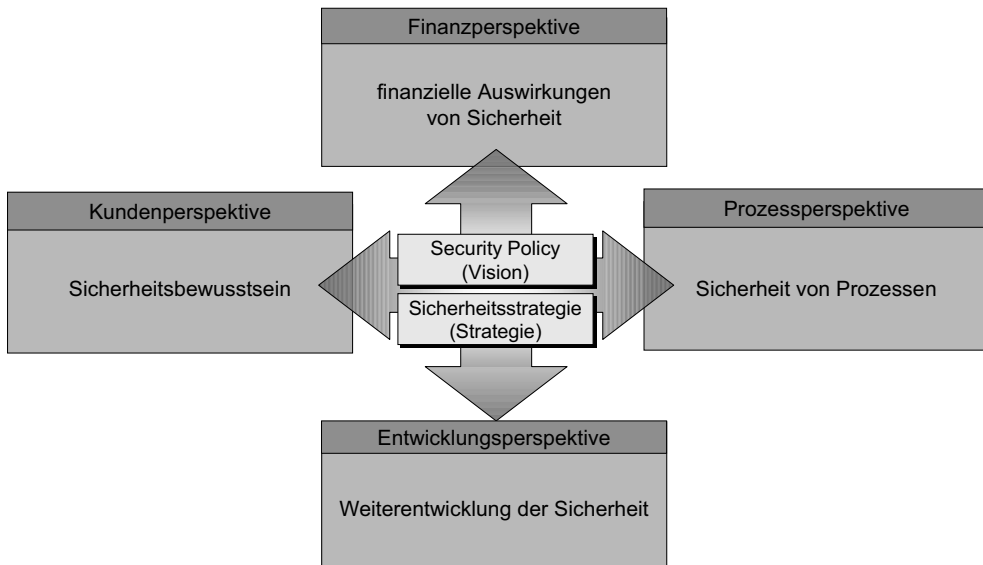 Finanzperspektive
finanzielle Auswirkungen
von Sicherheit
Kundenperspektive
Sicherheitsbewusstsein
Security Policy
(Vision)
Sicherheitsstrategie
(Strategie)
Prozessperspektive
Sicherheit von Prozessen
Entwicklungsperspektive
Weiterentwicklung der Sicherheit